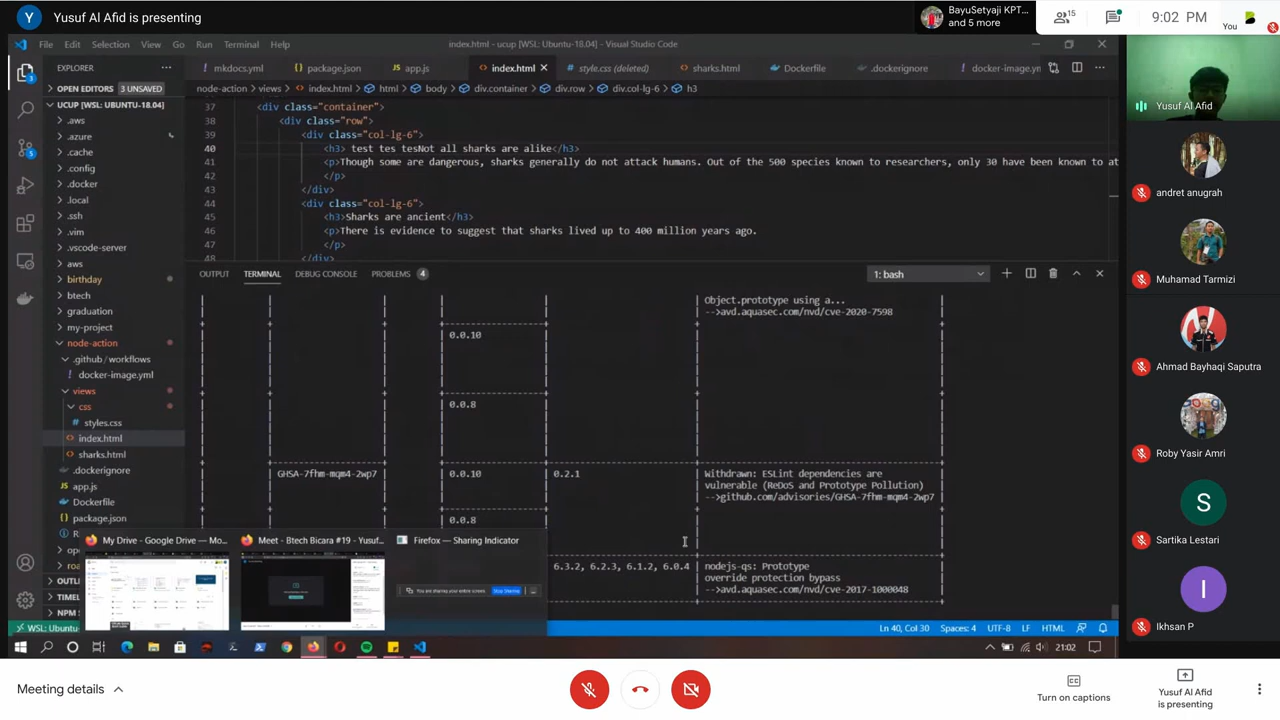 Y Yusuf Al Afid is presenting
BayuSetyaji KPT...
and 5 more
15
9:02 PM
You
File Edit Selection View Go Run Terminal Help
index.html - ucup [WSL: Ubuntu-18.04] - Visual Studio Code
EXPLORER
mkdocs.yml package.json app.js index.html style.css (deleted) sharks.html Dockerfile .dockerignore docker-image.yn
OPEN EDITORS 3 UNSAVED
node-action > views > index.html > html > body > div.container > div.row > div.col-lg-6 > h3
UCUP [WSL: UBUNTU-18.04]
.aws
.azure
.cache
.config
.docker
.local
.ssh
.vim
.vscode-server
aws
birthday
btech
graduation
my-project
node-action
.github / workflows
docker-image.yml
views
css
styles.css
index.html
sharks.html
.dockerignore
app.js
Dockerfile
package.json
OUTL
TIMEL
NPM S
37 <div class="container">
38 <div class="row">
39 <div class="col-lg-6">
40 <h3> test tes tesNot all sharks are alike</h3>
41 <p>Though some are dangerous, sharks generally do not attack humans. Out of the 500 species known to researchers, only 30 have been known to at
42 </p>
43 </div>
44 <div class="col-lg-6">
45 <h3>Sharks are ancient</h3>
46 <p>There is evidence to suggest that sharks lived up to 400 million years ago.
47 </p>
48 </div>
OUTPUT TERMINAL DEBUG CONSOLE PROBLEMS 4
1: bash
Object.prototype using a...
-->avd.aquasec.com/nvd/cve-2020-7598
0.0.10
0.0.8
GHSA-7fhm-mqm4-2wp7 0.0.10 0.2.1 Withdrawn: ESLint dependencies are
vulnerable (ReDoS and Prototype Pollution)
-->github.com/advisories/GHSA-7fhm-mqm4-2wp7
0.0.8
6.3.2, 6.2.3, 6.1.2, 6.0.4 nodejs-qs: Prototype
override protection bypass
-->avd.aquasec.com/nvd/cve-2017-1000048
My Drive - Google Drive — Mo...
Meet - Btech Bicara #19 - Yusuf...
Firefox — Sharing Indicator
You are sharing your entire screen. Stop Sharing
WSL: Ubuntu-
Ln 40, Col 30 Spaces: 4 UTF-8 LF HTML
21:02
Yusuf Al Afid
andret anugrah
Muhamad Tarmizi
Ahmad Bayhaqi Saputra
Roby Yasir Amri
S
Sartika Lestari
I
Ikhsan P
Meeting details
Turn on captions
Yusuf Al Afid
is presenting